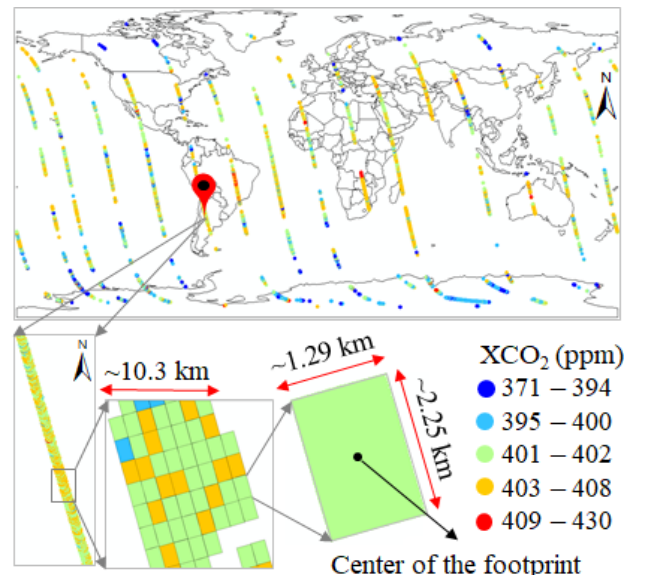 N
N
~10.3 km
~1.29 km
~2.25 km
XCO₂ (ppm)
371 – 394
395 – 400
401 – 402
403 – 408
409 – 430
Center of the footprint